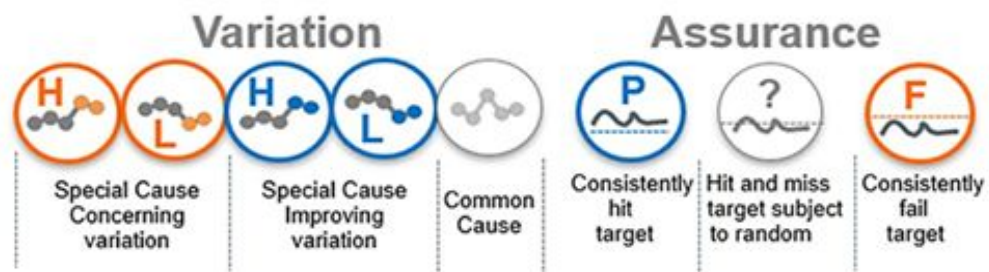 Variation
Assurance
H
L
H
L
P
?
F
Special Cause
Concerning
variation
Special Cause
Improving
variation
Common
Cause
Consistently
hit
target
Hit and miss
target subject
to random
Consistently
fail
target